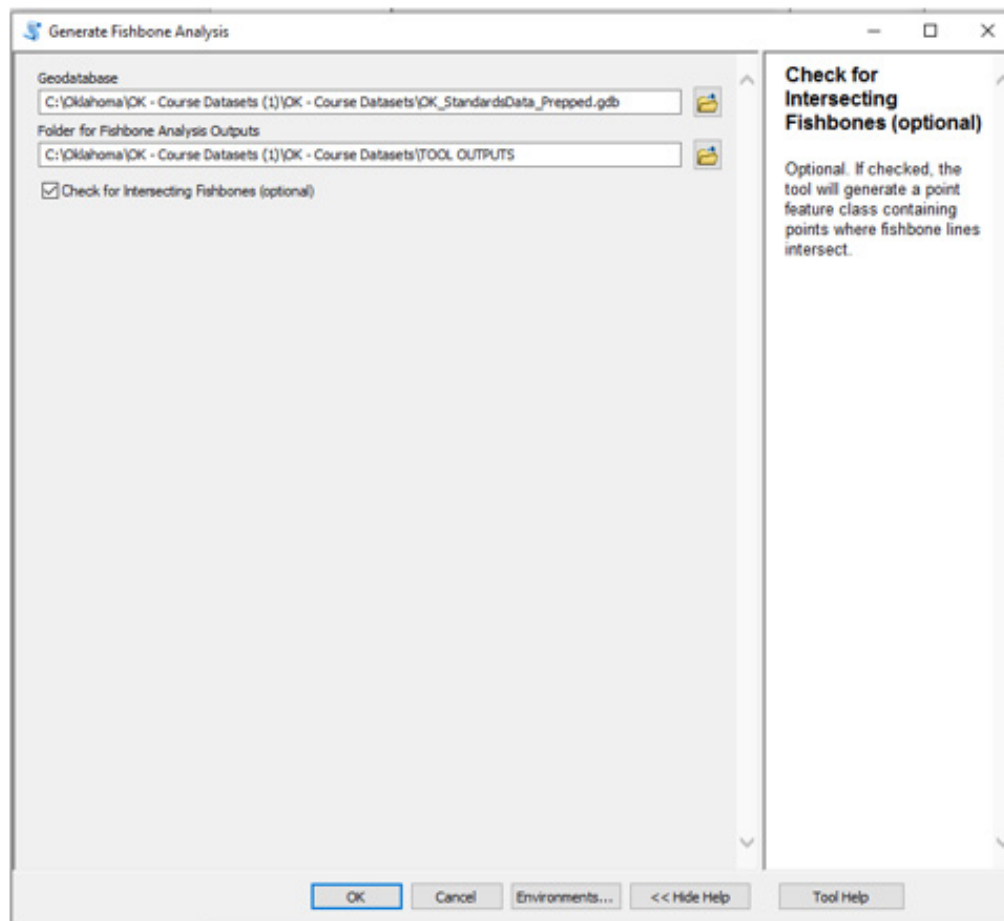 Generate Fishbone Analysis
Geodatabase
C:\Oklahoma\OK - Course Datasets (1)\OK - Course Datasets\OK_StandardsData_Prepped.gdb
Folder for Fishbone Analysis Outputs
C:\Oklahoma\OK - Course Datasets (1)\OK - Course Datasets\TOOL OUTPUTS
Check for Intersecting Fishbones (optional)
Check for
Intersecting
Fishbones (optional)
Optional. If checked, the
tool will generate a point
feature class containing
points where fishbone lines
intersect.
OK
Cancel
Environments...
<< Hide Help
Tool Help